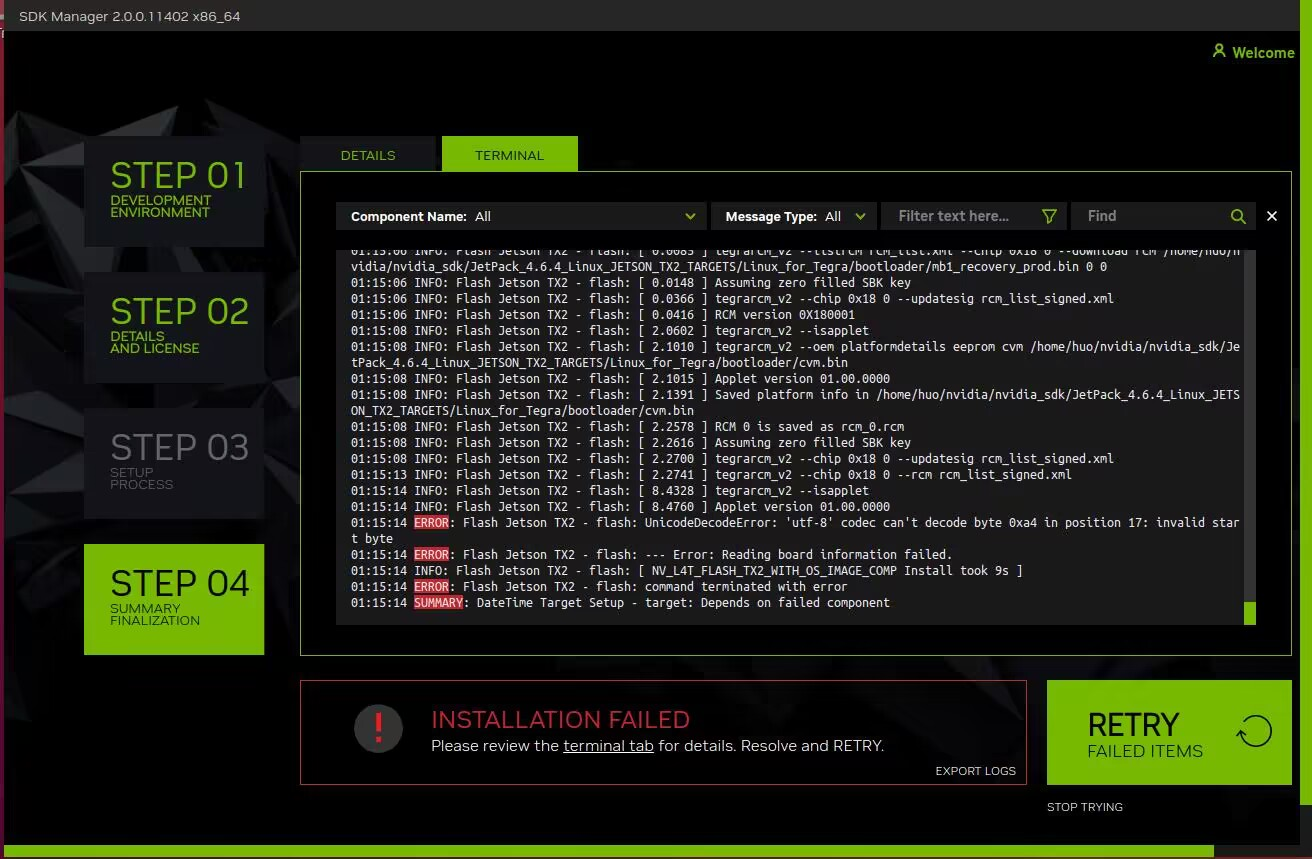 SDK Manager 2.0.0.11402 x86_64
Welcome
STEP 01
DEVELOPMENT
ENVIRONMENT
STEP 02
DETAILS
AND LICENSE
STEP 03
SETUP
PROCESS
STEP 04
SUMMARY
FINALIZATION
DETAILS
TERMINAL
Component Name: All
Message Type: All
Filter text here...
Find
01:15:06 INFO: Flash Jetson TX2 - flash: [ 0.0085 ] tegrarcm_v2 --listrcm rcm_list.xml --chip 0x18 0 --download rcm /home/huo/n
vidia/nvidia_sdk/JetPack_4.6.4_Linux_JETSON_TX2_TARGETS/Linux_for_Tegra/bootloader/mb1_recovery_prod.bin 0 0
01:15:06 INFO: Flash Jetson TX2 - flash: [ 0.0148 ] Assuming zero filled SBK key
01:15:06 INFO: Flash Jetson TX2 - flash: [ 0.0366 ] tegrarcm_v2 --chip 0x18 0 --updatesig rcm_list_signed.xml
01:15:06 INFO: Flash Jetson TX2 - flash: [ 0.0416 ] RCM version 0X180001
01:15:08 INFO: Flash Jetson TX2 - flash: [ 2.0602 ] tegrarcm_v2 --isapplet
01:15:08 INFO: Flash Jetson TX2 - flash: [ 2.1010 ] tegrarcm_v2 --oem platformdetails eeprom cvm /home/huo/nvidia/nvidia_sdk/Je
tPack_4.6.4_Linux_JETSON_TX2_TARGETS/Linux_for_Tegra/bootloader/cvm.bin
01:15:08 INFO: Flash Jetson TX2 - flash: [ 2.1015 ] Applet version 01.00.0000
01:15:08 INFO: Flash Jetson TX2 - flash: [ 2.1391 ] Saved platform info in /home/huo/nvidia/nvidia_sdk/JetPack_4.6.4_Linux_JETS
ON_TX2_TARGETS/Linux_for_Tegra/bootloader/cvm.bin
01:15:08 INFO: Flash Jetson TX2 - flash: [ 2.2578 ] RCM 0 is saved as rcm_0.rcm
01:15:08 INFO: Flash Jetson TX2 - flash: [ 2.2616 ] Assuming zero filled SBK key
01:15:08 INFO: Flash Jetson TX2 - flash: [ 2.2700 ] tegrarcm_v2 --chip 0x18 0 --updatesig rcm_list_signed.xml
01:15:13 INFO: Flash Jetson TX2 - flash: [ 2.2741 ] tegrarcm_v2 --chip 0x18 0 --rcm rcm_list_signed.xml
01:15:14 INFO: Flash Jetson TX2 - flash: [ 8.4328 ] tegrarcm_v2 --isapplet
01:15:14 INFO: Flash Jetson TX2 - flash: [ 8.4760 ] Applet version 01.00.0000
01:15:14 ERROR: Flash Jetson TX2 - flash: UnicodeDecodeError: 'utf-8' codec can't decode byte 0xa4 in position 17: invalid star
t byte
01:15:14 ERROR: Flash Jetson TX2 - flash: --- Error: Reading board information failed.
01:15:14 INFO: Flash Jetson TX2 - flash: [ NV_L4T_FLASH_TX2_WITH_OS_IMAGE_COMP Install took 9s ]
01:15:14 ERROR: Flash Jetson TX2 - flash: command terminated with error
01:15:14 SUMMARY: DateTime Target Setup - target: Depends on failed component
INSTALLATION FAILED
Please review the terminal tab for details. Resolve and RETRY.
EXPORT LOGS
RETRY
FAILED ITEMS
STOP TRYING